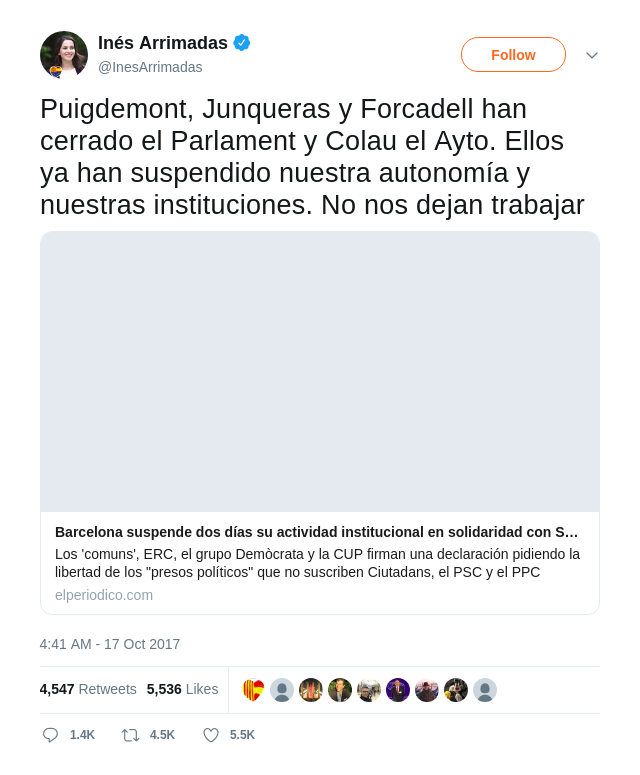 Inés Arrimadas
@InesArrimadas
Follow
Puigdemont, Junqueras y Forcadell han
cerrado el Parlament y Colau el Ayto. Ellos
ya han suspendido nuestra autonomía y
nuestras instituciones. No nos dejan trabajar
Barcelona suspende dos días su actividad institucional en solidaridad con S…
Los 'comuns', ERC, el grupo Demòcrata y la CUP firman una declaración pidiendo la
libertad de los "presos políticos" que no suscriben Ciutadans, el PSC y el PPC
elperiodico.com
4:41 AM - 17 Oct 2017
4,547 Retweets 5,536 Likes
1.4K 4.5K 5.5K